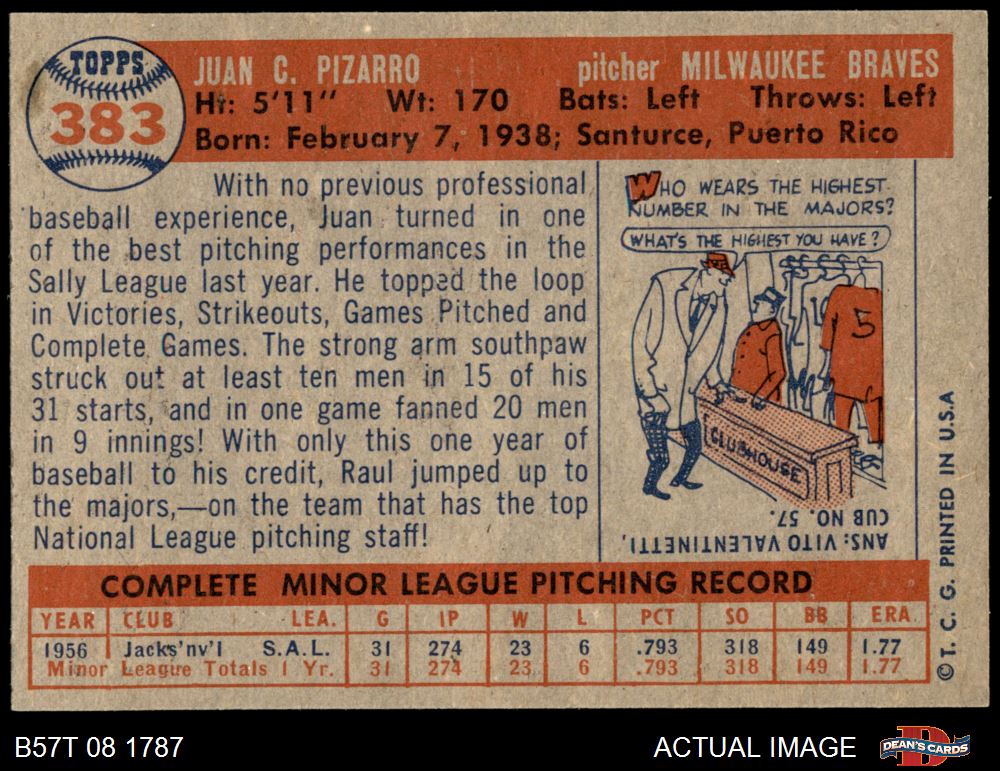 TOPPS
383
JUAN C. PIZARRO pitcher MILWAUKEE BRAVES
Ht: 5'11" Wt: 170 Bats: Left Throws: Left
Born: February 7, 1938; Santurce, Puerto Rico
With no previous professional
baseball experience, Juan turned in one
of the best pitching performances in the
Sally League last year. He topped the loop
in Victories, Strikeouts, Games Pitched and
Complete Games. The strong arm southpaw
struck out at least ten men in 15 of his
31 starts, and in one game fanned 20 men
in 9 innings! With only this one year of
baseball to his credit, Raul jumped up to
the majors,—on the team that has the top
National League pitching staff!
WHO WEARS THE HIGHEST
NUMBER IN THE MAJORS?
WHAT'S THE HIGHEST YOU HAVE?
10
5
CLUBHOUSE
ANS: VITO VALENTINETTI,
CUB NO. 57.
COMPLETE MINOR LEAGUE PITCHING RECORD
YEAR CLUB LEA. G IP W L PCT SO BB ERA
1956 Jacks'nv'l S.A.L. 31 274 23 6 .793 318 149 1.77
Minor League Totals 1 Yr. 31 274 23 6 .793 318 149 1.77
© T. C. G. PRINTED IN U.S.A
B57T 08 1787
ACTUAL IMAGE
DEAN'S CARDS